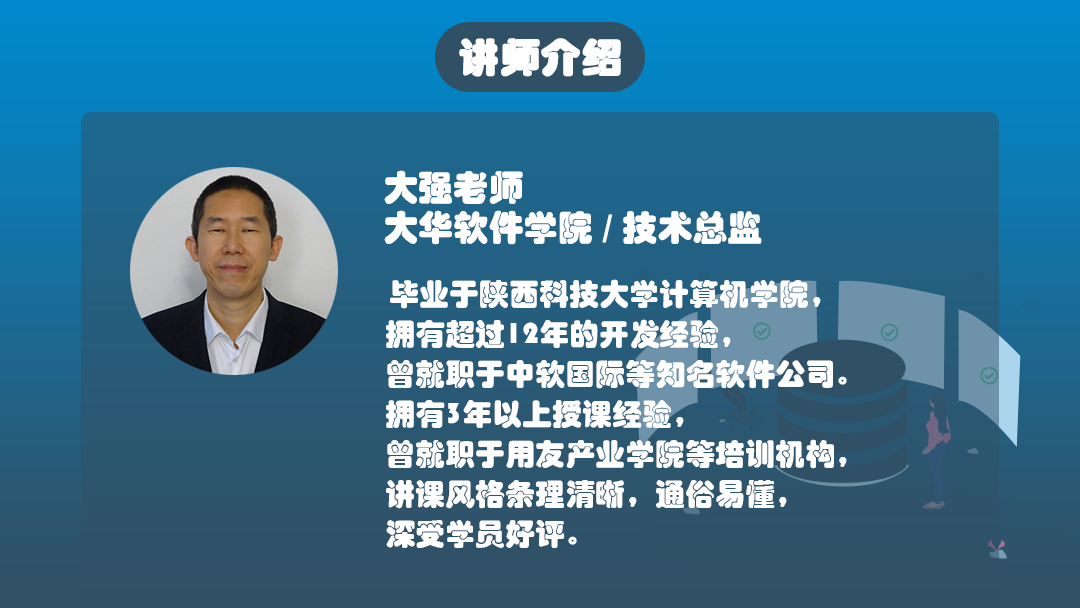 讲师介绍
大强老师
大华软件学院 / 技术总监
毕业于陕西科技大学计算机学院，
拥有超过12年的开发经验，
曾就职于中软国际等知名软件公司。
拥有3年以上授课经验，
曾就职于用友产业学院等培训机构，
讲课风格条理清晰，通俗易懂，
深受学员好评。